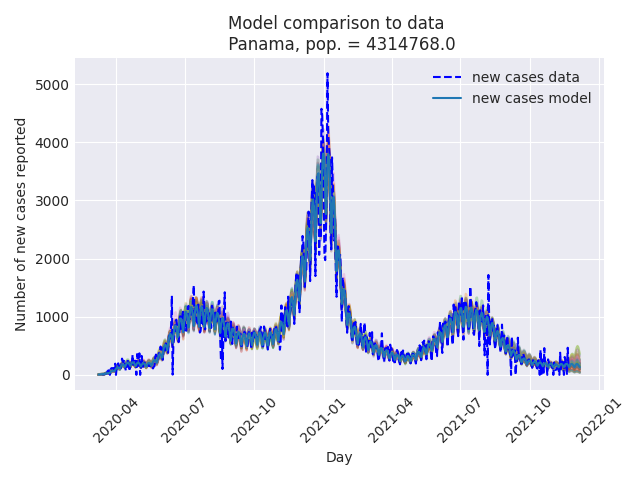 Model comparison to data
Panama, pop. = 4314768.0
new cases data
new cases model
5000
4000
3000
2000
1000
0
Number of new cases reported
2020-04
2020-07
2020-10
2021-01
2021-04
2021-07
2021-10
2022-01
Day